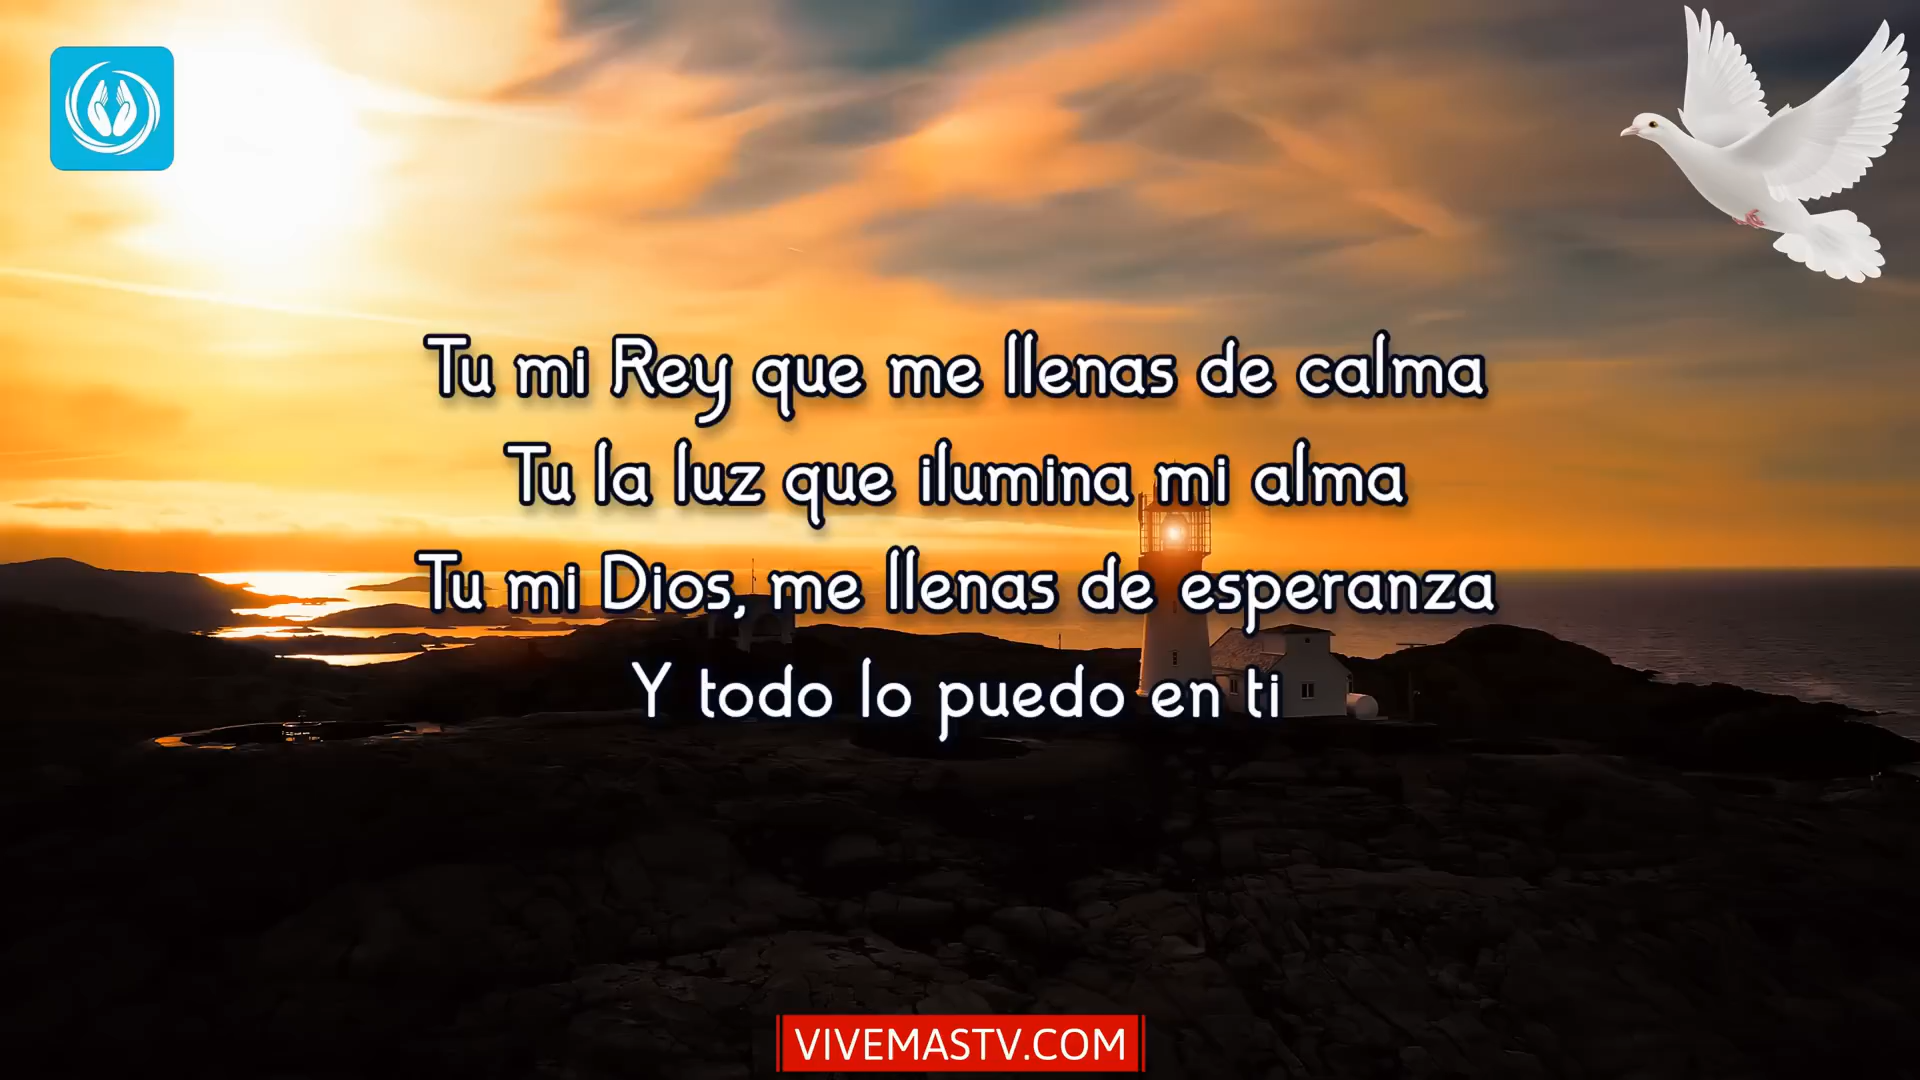 Tu mi Rey que me llenas de calma
Tu la luz que ilumina mi alma
Tu mi Dios, me llenas de esperanza
Y todo lo puedo en ti
VIVEMASTV.COM